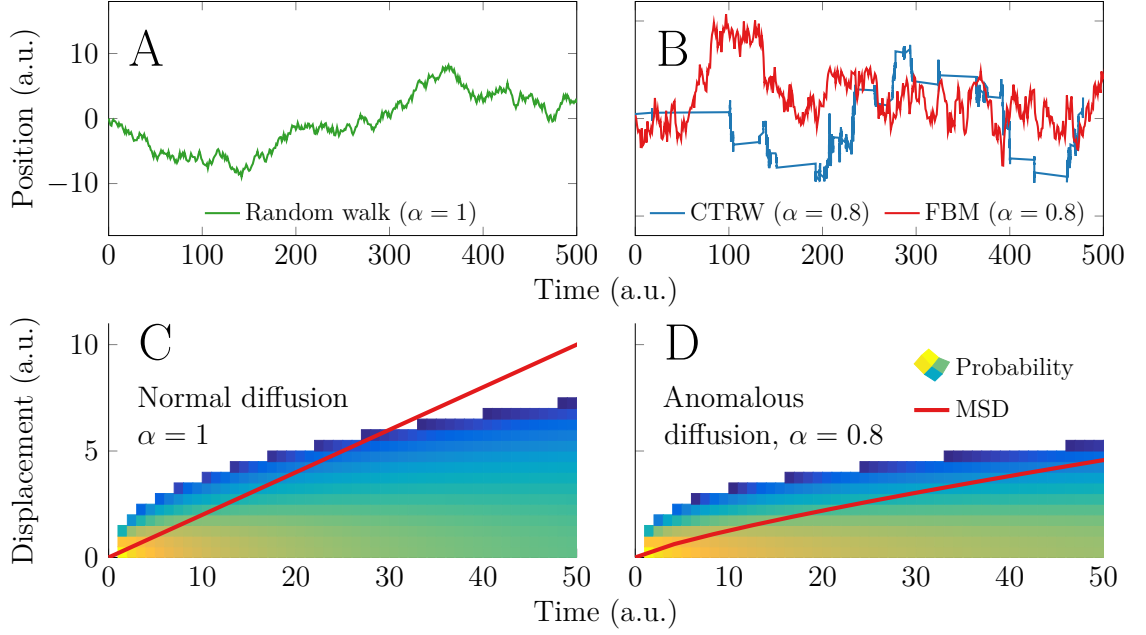 A
B
Position (a.u.)
10
0
−10
Random walk (α = 1)
CTRW (α = 0.8)
FBM (α = 0.8)
0 100 200 300 400 500
0 100 200 300 400 500
Time (a.u.)
Time (a.u.)
C
D
Displacement (a.u.)
10
5
0
Normal diffusion
α = 1
Anomalous
diffusion, α = 0.8
Probability
MSD
0 10 20 30 40 50
0 10 20 30 40 50
Time (a.u.)
Time (a.u.)